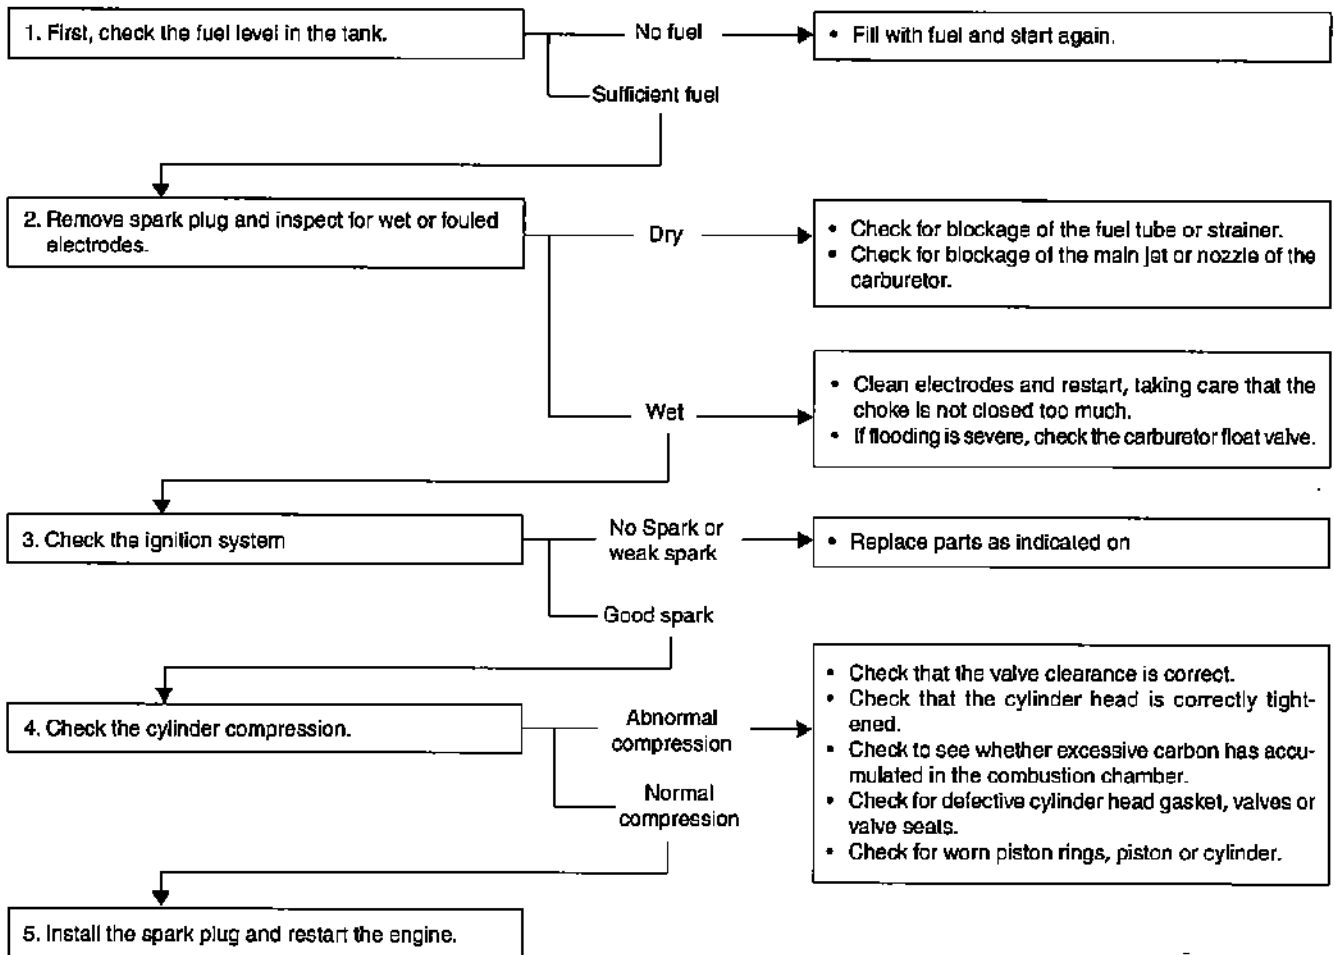 1. First, check the fuel level in the tank.
No fuel
• Fill with fuel and start again.
Sufficient fuel
2. Remove spark plug and inspect for wet or fouled
electrodes.
Dry
• Check for blockage of the fuel tube or strainer.
• Check for blockage of the main jet or nozzle of the
carburetor.
Wet
• Clean electrodes and restart, taking care that the
choke is not closed too much.
• If flooding is severe, check the carburetor float valve.
3. Check the ignition system
No Spark or
weak spark
• Replace parts as indicated on
Good spark
4. Check the cylinder compression.
Abnormal
compression
• Check that the valve clearance is correct.
• Check that the cylinder head is correctly tight-
ened.
• Check to see whether excessive carbon has accu-
mulated in the combustion chamber.
• Check for defective cylinder head gasket, valves or
valve seats.
• Check for worn piston rings, piston or cylinder.
Normal
compression
5. Install the spark plug and restart the engine.